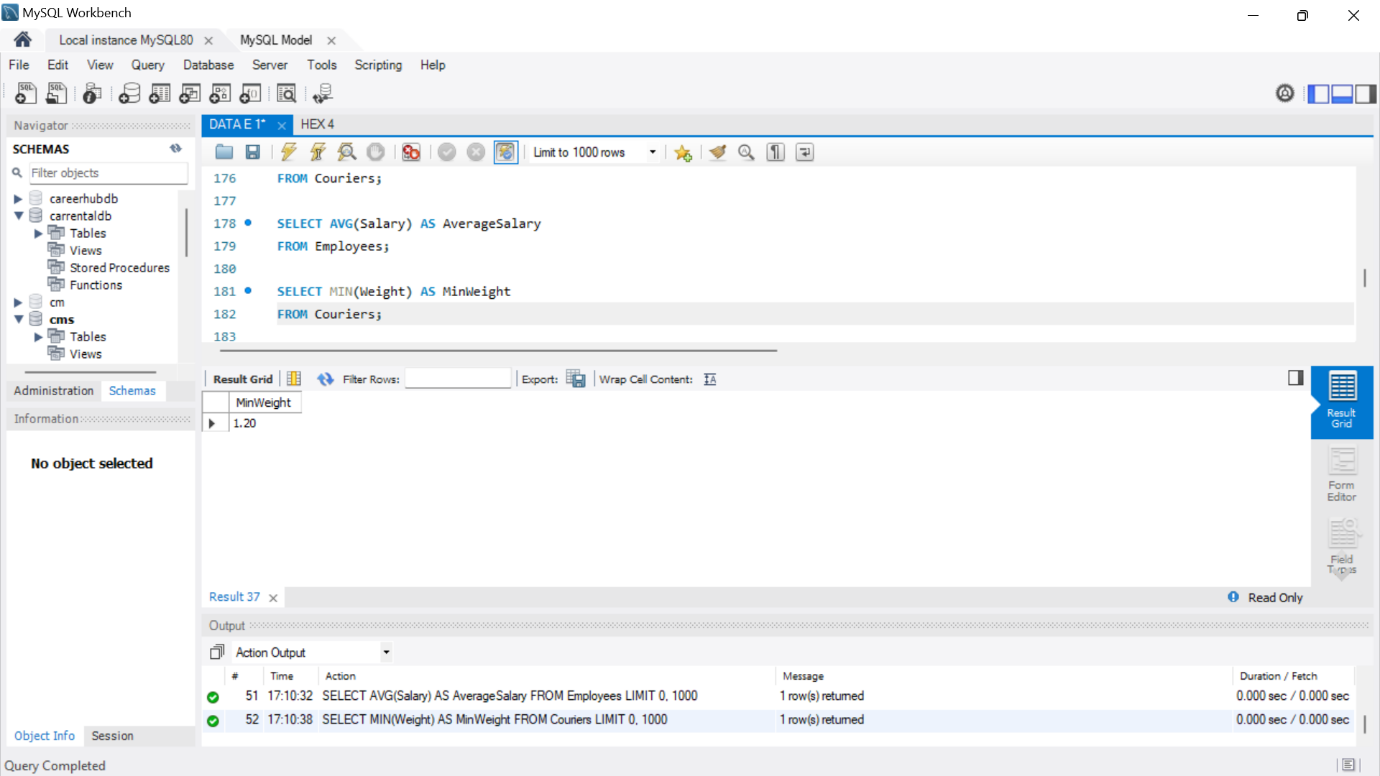 MySQL Workbench
Local instance MySQL80
MySQL Model
File Edit View Query Database Server Tools Scripting Help
Navigator
SCHEMAS
Filter objects
careerhubdb
carrentaldb
Tables
Views
Stored Procedures
Functions
cm
cms
Tables
Views
Administration Schemas
Information
No object selected
Object Info Session
DATA E 1* HEX 4
Limit to 1000 rows
176 FROM Couriers;
177
178 SELECT AVG(Salary) AS AverageSalary
179 FROM Employees;
180
181 SELECT MIN(Weight) AS MinWeight
182 FROM Couriers;
183
Result Grid Filter Rows: Export: Wrap Cell Content:
MinWeight
1.20
Result
Grid
Form
Editor
Field
Types
Result 37 Read Only
Output
Action Output
# Time Action Message Duration / Fetch
51 17:10:32 SELECT AVG(Salary) AS AverageSalary FROM Employees LIMIT 0, 1000 1 row(s) returned 0.000 sec / 0.000 sec
52 17:10:38 SELECT MIN(Weight) AS MinWeight FROM Couriers LIMIT 0, 1000 1 row(s) returned 0.000 sec / 0.000 sec
Query Completed